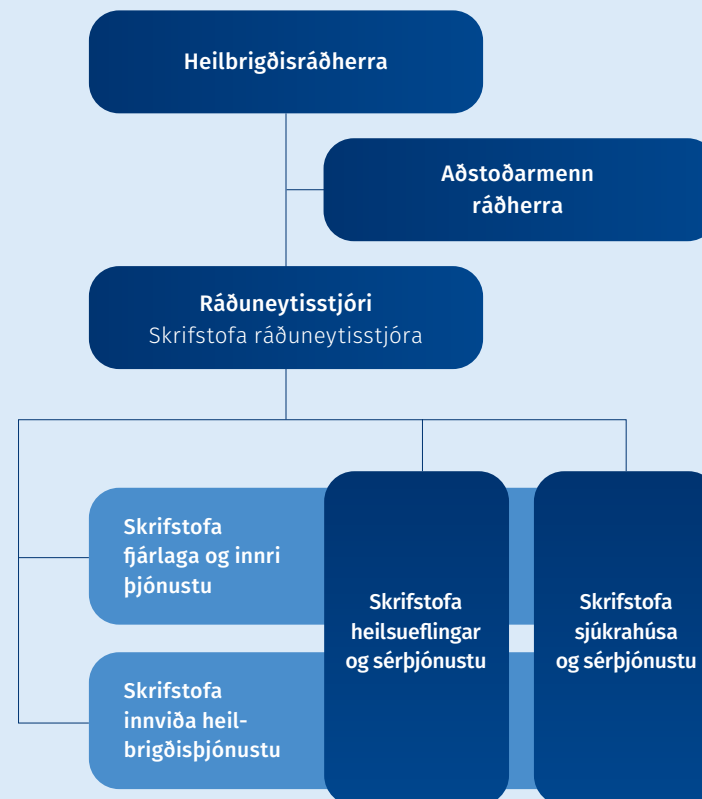 Heilbrigðisráðherra
Aðstoðarmenn
ráðherra
Ráðuneytisstjóri
Skrifstofa ráðuneytisstjóra
Skrifstofa
fjárlaga og innri
þjónustu
Skrifstofa
heilsueflingar
og sérþjónustu
Skrifstofa
sjúkrahúsa
og sérþjónustu
Skrifstofa
innviða heil-
brigðisþjónustu